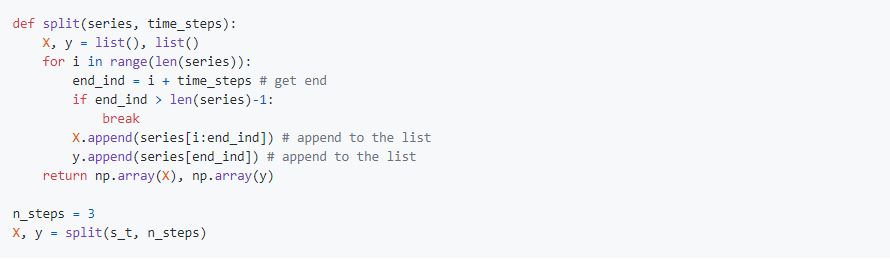 def split(series, time_steps):
    X, y = list(), list()
    for i in range(len(series)):
        end_ind = i + time_steps # get end
        if end_ind > len(series)-1:
            break
        X.append(series[i:end_ind]) # append to the list
        y.append(series[end_ind]) # append to the list
    return np.array(X), np.array(y)

n_steps = 3
X, y = split(s_t, n_steps)